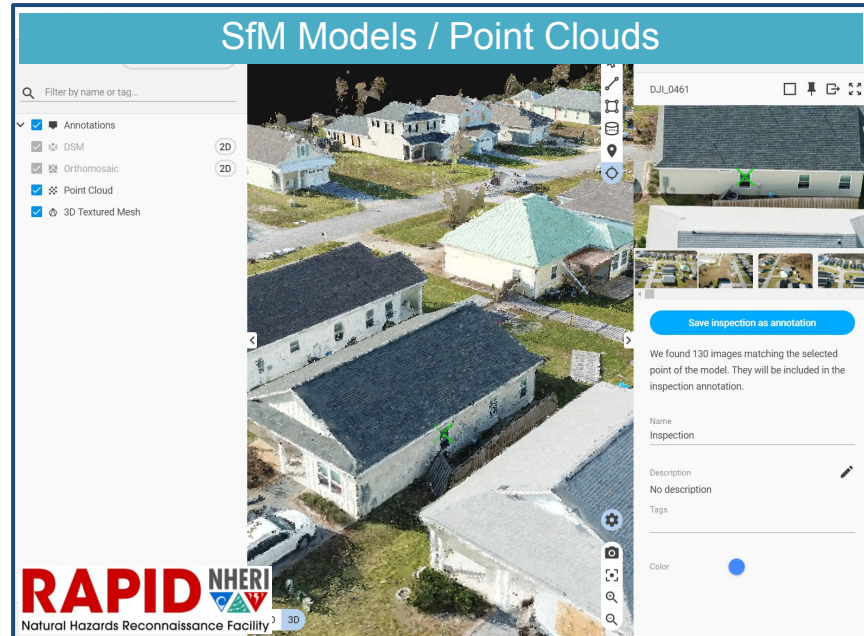 SfM Models / Point Clouds
Filter by name or tag...
Annotations
DSM
2D
Orthomosaic
2D
Point Cloud
3D Textured Mesh
DJI_0461
Save inspection as annotation
We found 130 images matching the selected
point of the model. They will be included in the
inspection annotation.
Name
Inspection
Description
No description
Tags
Color
RAPID NHERI
Natural Hazards Reconnaissance Facility
3D